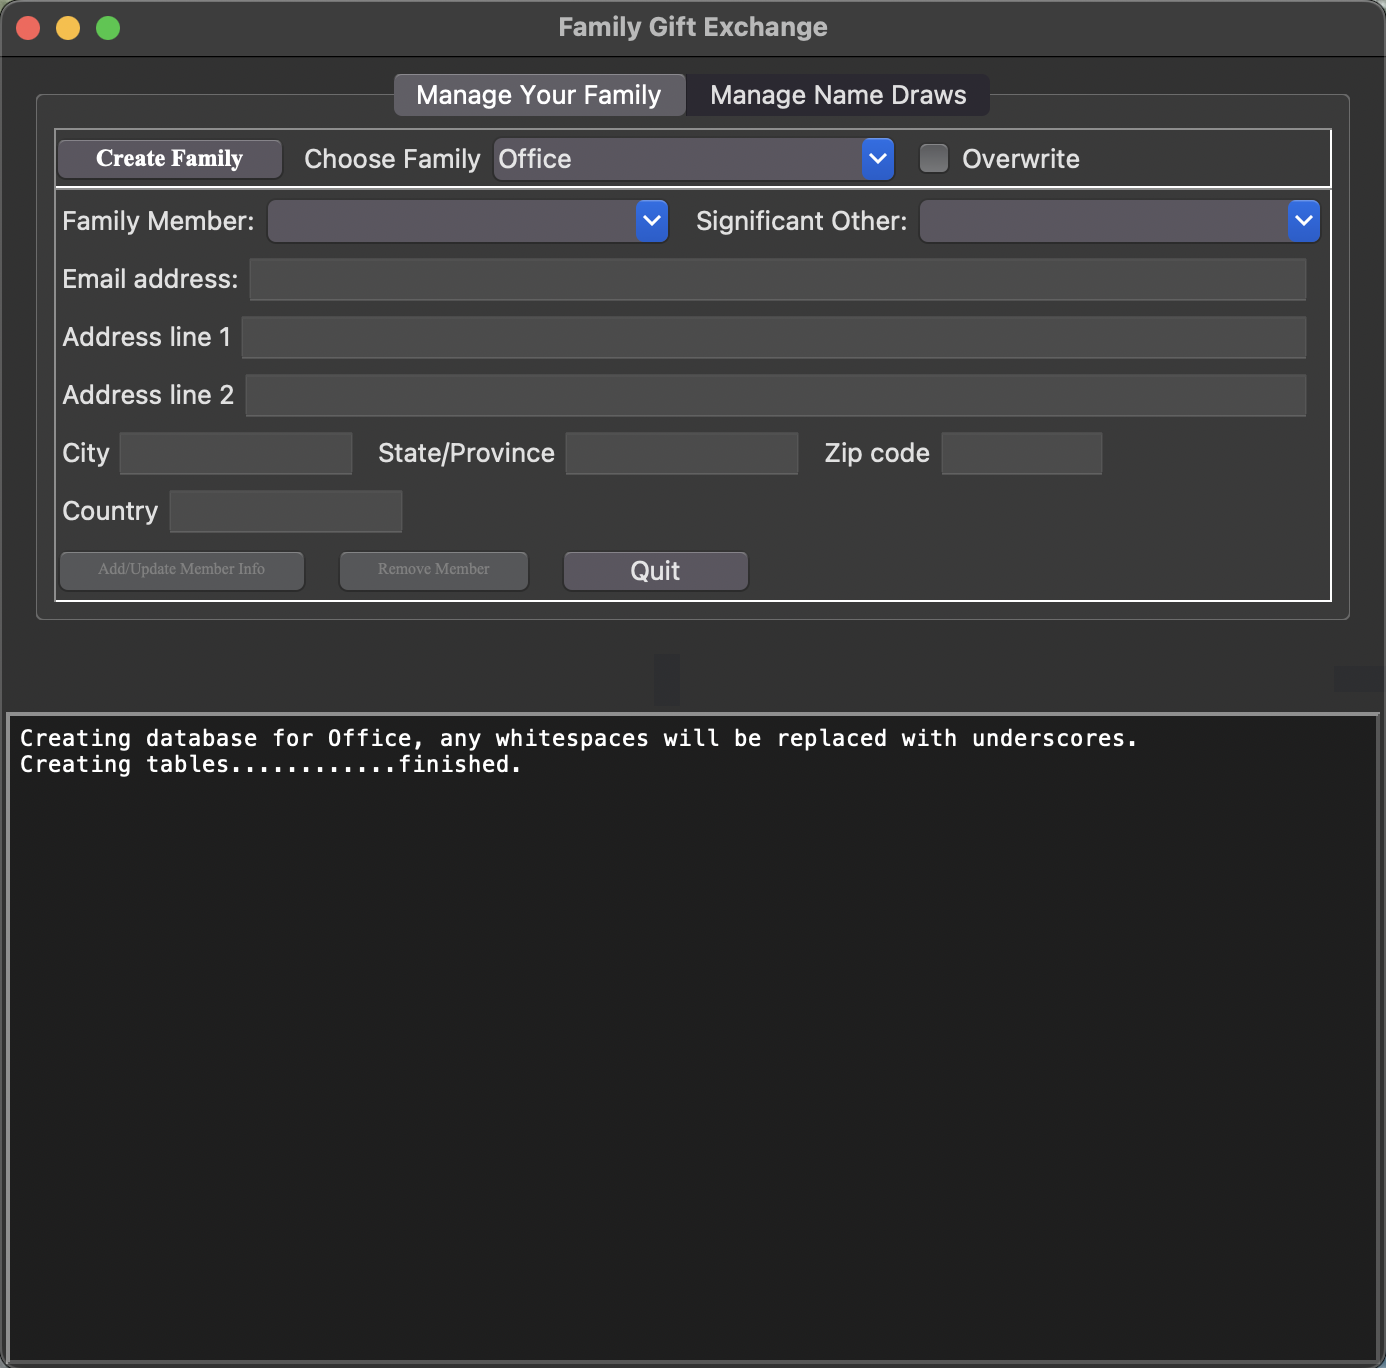 Family Gift Exchange
Manage Your Family Manage Name Draws
Create Family Choose Family Office Overwrite
Family Member: Significant Other:
Email address:
Address line 1
Address line 2
City State/Province Zip code
Country
Add/Update Member Info Remove Member Quit
Creating database for Office, any whitespaces will be replaced with underscores.
Creating tables............finished.